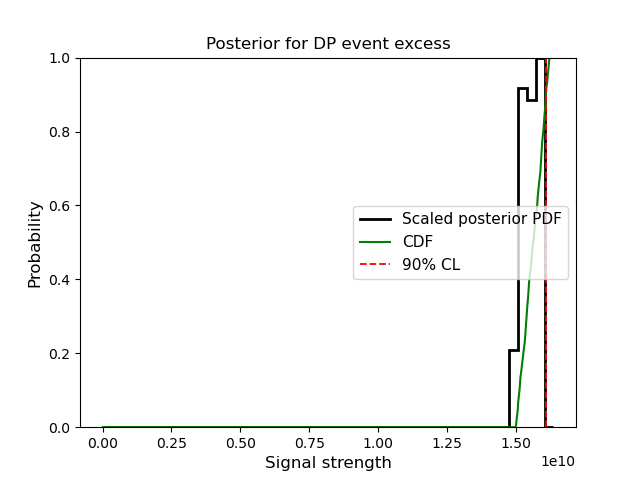 Posterior for DP event excess
1.0
0.8
0.6
0.4
0.2
0.0
Probability
Scaled posterior PDF
CDF
90% CL
0.00 0.25 0.50 0.75 1.00 1.25 1.50
1e10
Signal strength